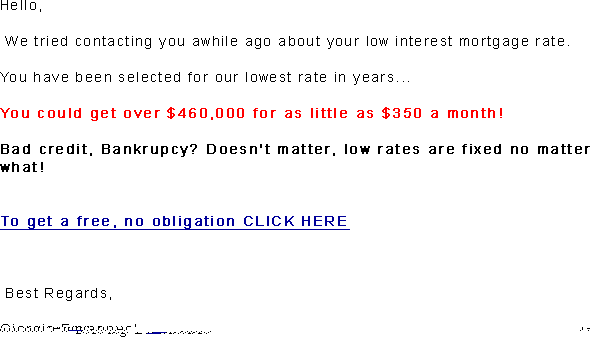 Hello,
We tried contacting you awhile ago about your low interest mortgage rate.
You have been selected for our lowest rate in years...
You could get over $460,000 for as little as $350 a month!
Bad credit, Bankrupcy? Doesn't matter, low rates are fixed no matter
what!
To get a free, no obligation CLICK HERE
Best Regards,